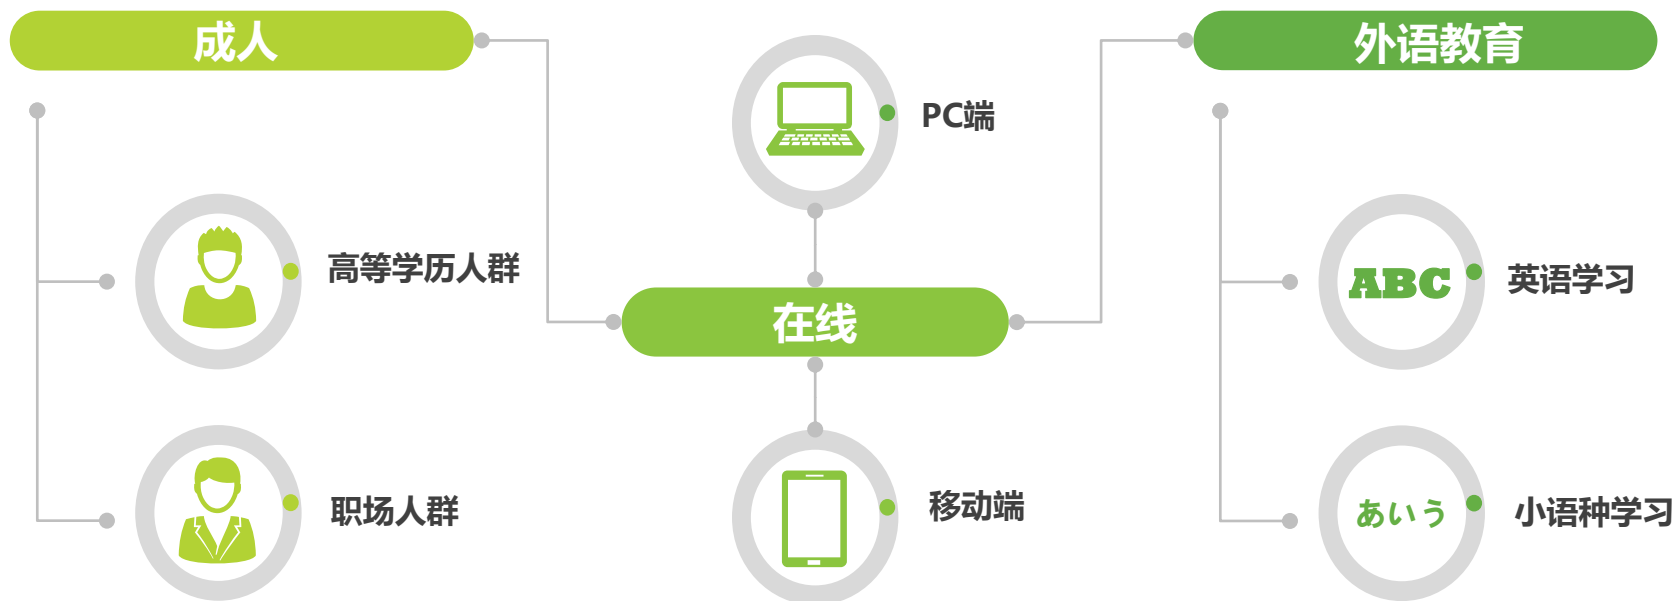 成人
高等学历人群
职场人群
PC端
在线
移动端
外语教育
ABC
英语学习
あいう
小语种学习